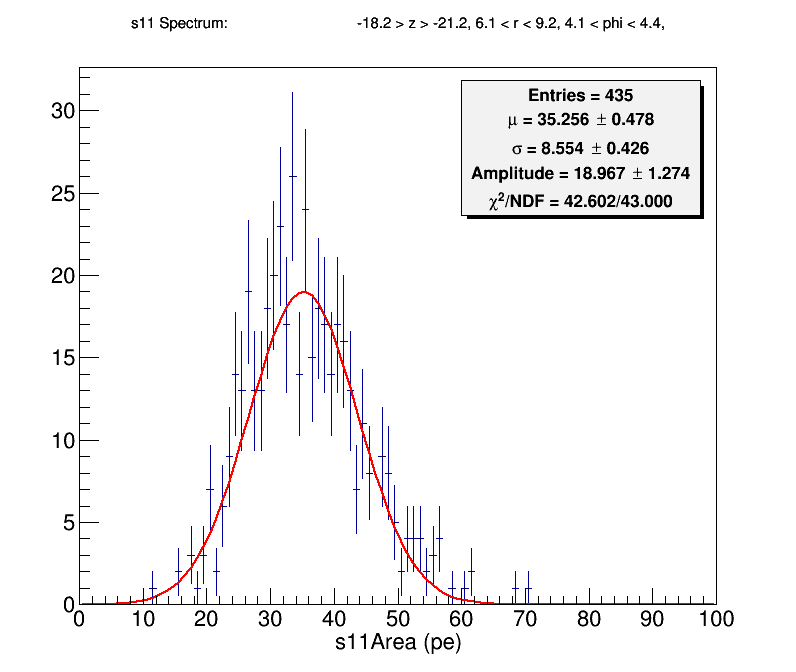 s11 Spectrum: -18.2 > z > -21.2, 6.1 < r < 9.2, 4.1 < phi < 4.4,
Entries = 435
μ = 35.256 ± 0.478
σ = 8.554 ± 0.426
Amplitude = 18.967 ± 1.274
χ²/NDF = 42.602/43.000
30
25
20
15
10
5
0
0 10 20 30 40 50 60 70 80 90 100
s11Area (pe)